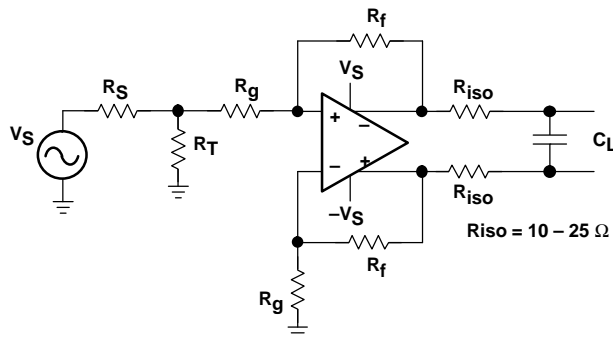 Rf
VS
RS
Rg
Riso
VS
+
−
RT
CL
−
+
−VS
Riso
Riso = 10 – 25 Ω
Rf
Rg